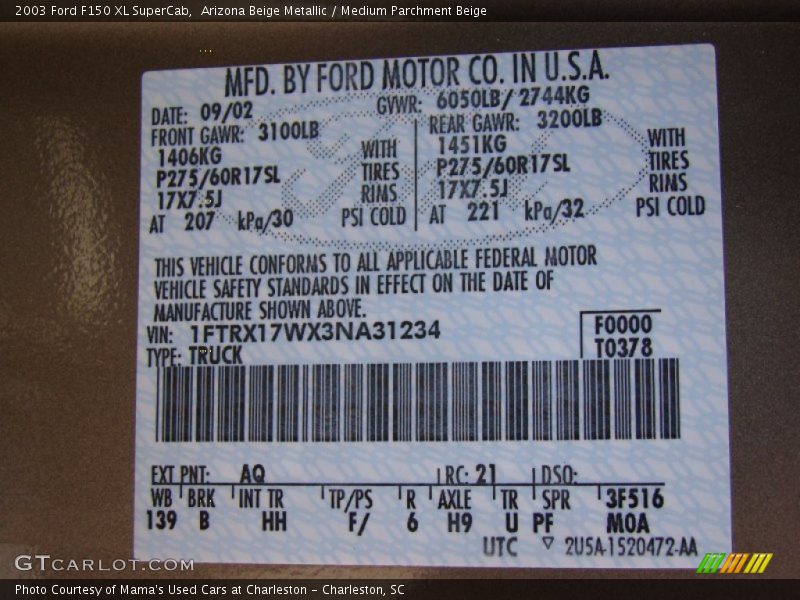 2003 Ford F150 XL SuperCab, Arizona Beige Metallic / Medium Parchment Beige
MFD. BY FORD MOTOR CO. IN U.S.A.
DATE: 09/02 GVWR: 6050LB/ 2744KG
FRONT GAWR: 3100LB REAR GAWR: 3200LB
1406KG WITH 1451KG WITH
P275/60R17SL TIRES P275/60R17SL TIRES
17X7.5J RIMS 17X7.5J RIMS
AT 207 kPa/30 PSI COLD AT 221 kPa/32 PSI COLD
THIS VEHICLE CONFORMS TO ALL APPLICABLE FEDERAL MOTOR
VEHICLE SAFETY STANDARDS IN EFFECT ON THE DATE OF
MANUFACTURE SHOWN ABOVE.
VIN: 1FTRX17WX3NA31234 F0000
TYPE: TRUCK T0378
EXT PNT: AQ RC: 21 DSO:
WB BRK INT TR TP/PS R AXLE TR SPR 3F516
139 B HH F/ 6 H9 U PF MOA
UTC ▽ 2U5A-1520472-AA
GTCARLOT.COM
Photo Courtesy of Mama's Used Cars at Charleston - Charleston, SC